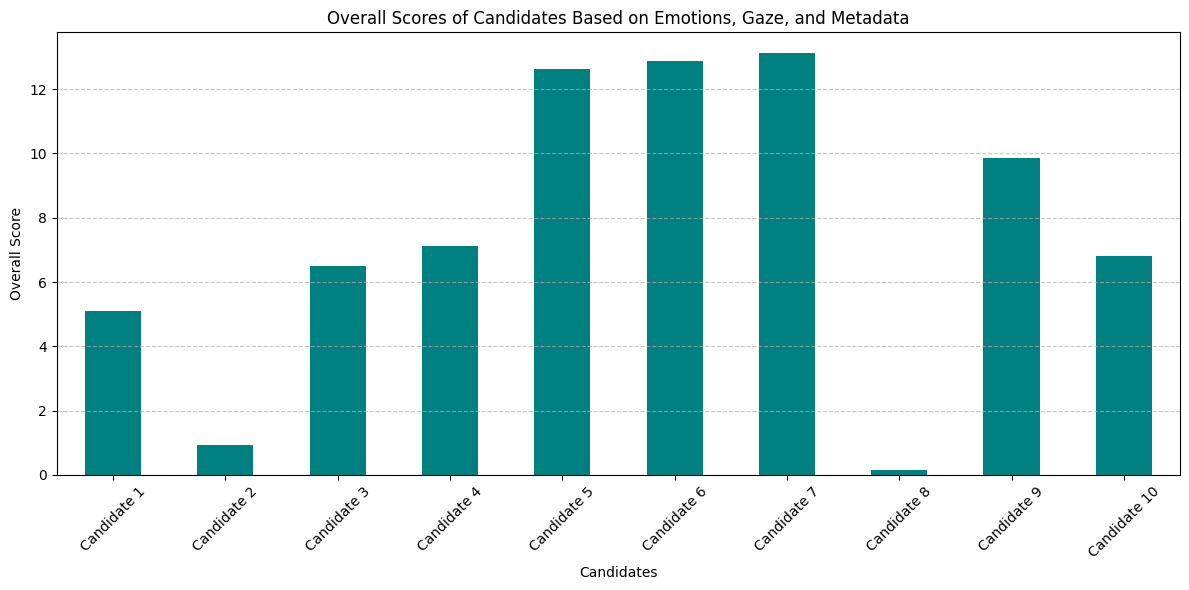 Overall Scores of Candidates Based on Emotions, Gaze, and Metadata
Overall Score
12
10
8
6
4
2
0
Candidate 1
Candidate 2
Candidate 3
Candidate 4
Candidate 5
Candidate 6
Candidate 7
Candidate 8
Candidate 9
Candidate 10
Candidates